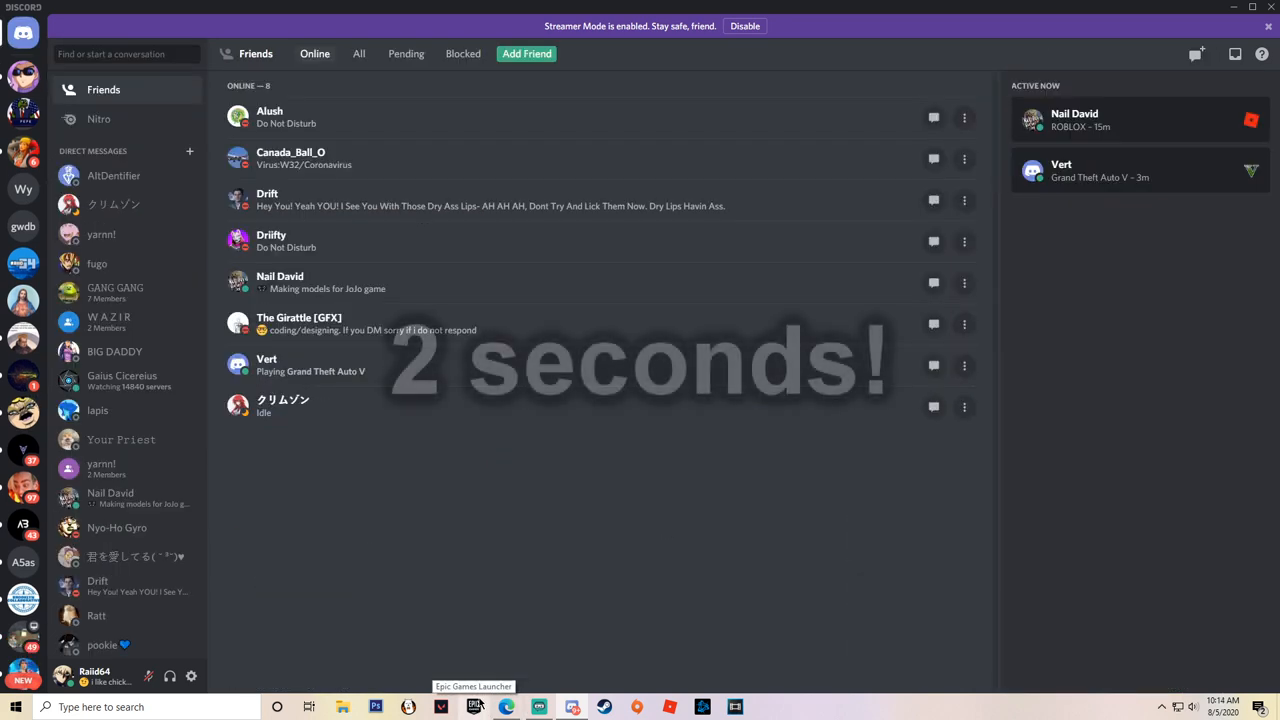 DISCORD
Streamer Mode is enabled. Stay safe, friend.
Disable
Find or start a conversation
Friends
Online
All
Pending
Blocked
Add Friend
Friends
Nitro
DIRECT MESSAGES
AltDentifier
クリムゾン
yarnn!
fugo
GANG GANG
7 Members
W A Z I R
2 Members
BIG DADDY
Gaius Cicereius
Watching 14840 servers
lapis
Your Priest
yarnn!
2 Members
Nail David
Making models for JoJo g...
Nyo-Ho Gyro
君を愛してる( ˘ ³˘)♥
Drift
Hey You! Yeah YOU! I See Y...
Ratt
pookie 💙
Raiid64
i like chick...
6
Wy
gwdb
1
37
97
43
A5as
49
NEW
ONLINE — 8
Alush
Do Not Disturb
Canada_Ball_O
Virus:W32/Coronavirus
Drift
Hey You! Yeah YOU! I See You With Those Dry Ass Lips- AH AH AH, Dont Try And Lick Them Now. Dry Lips Havin Ass.
Driifty
Do Not Disturb
Nail David
Making models for JoJo game
The Girattle [GFX]
coding/designing. If you DM sorry if i do not respond
Vert
Playing Grand Theft Auto V
クリムゾン
Idle
2 seconds!
ACTIVE NOW
Nail David
ROBLOX - 15m
Vert
Grand Theft Auto V - 3m
Epic Games Launcher
Type here to search
EPIC
10:14 AM
8/5/2020
2